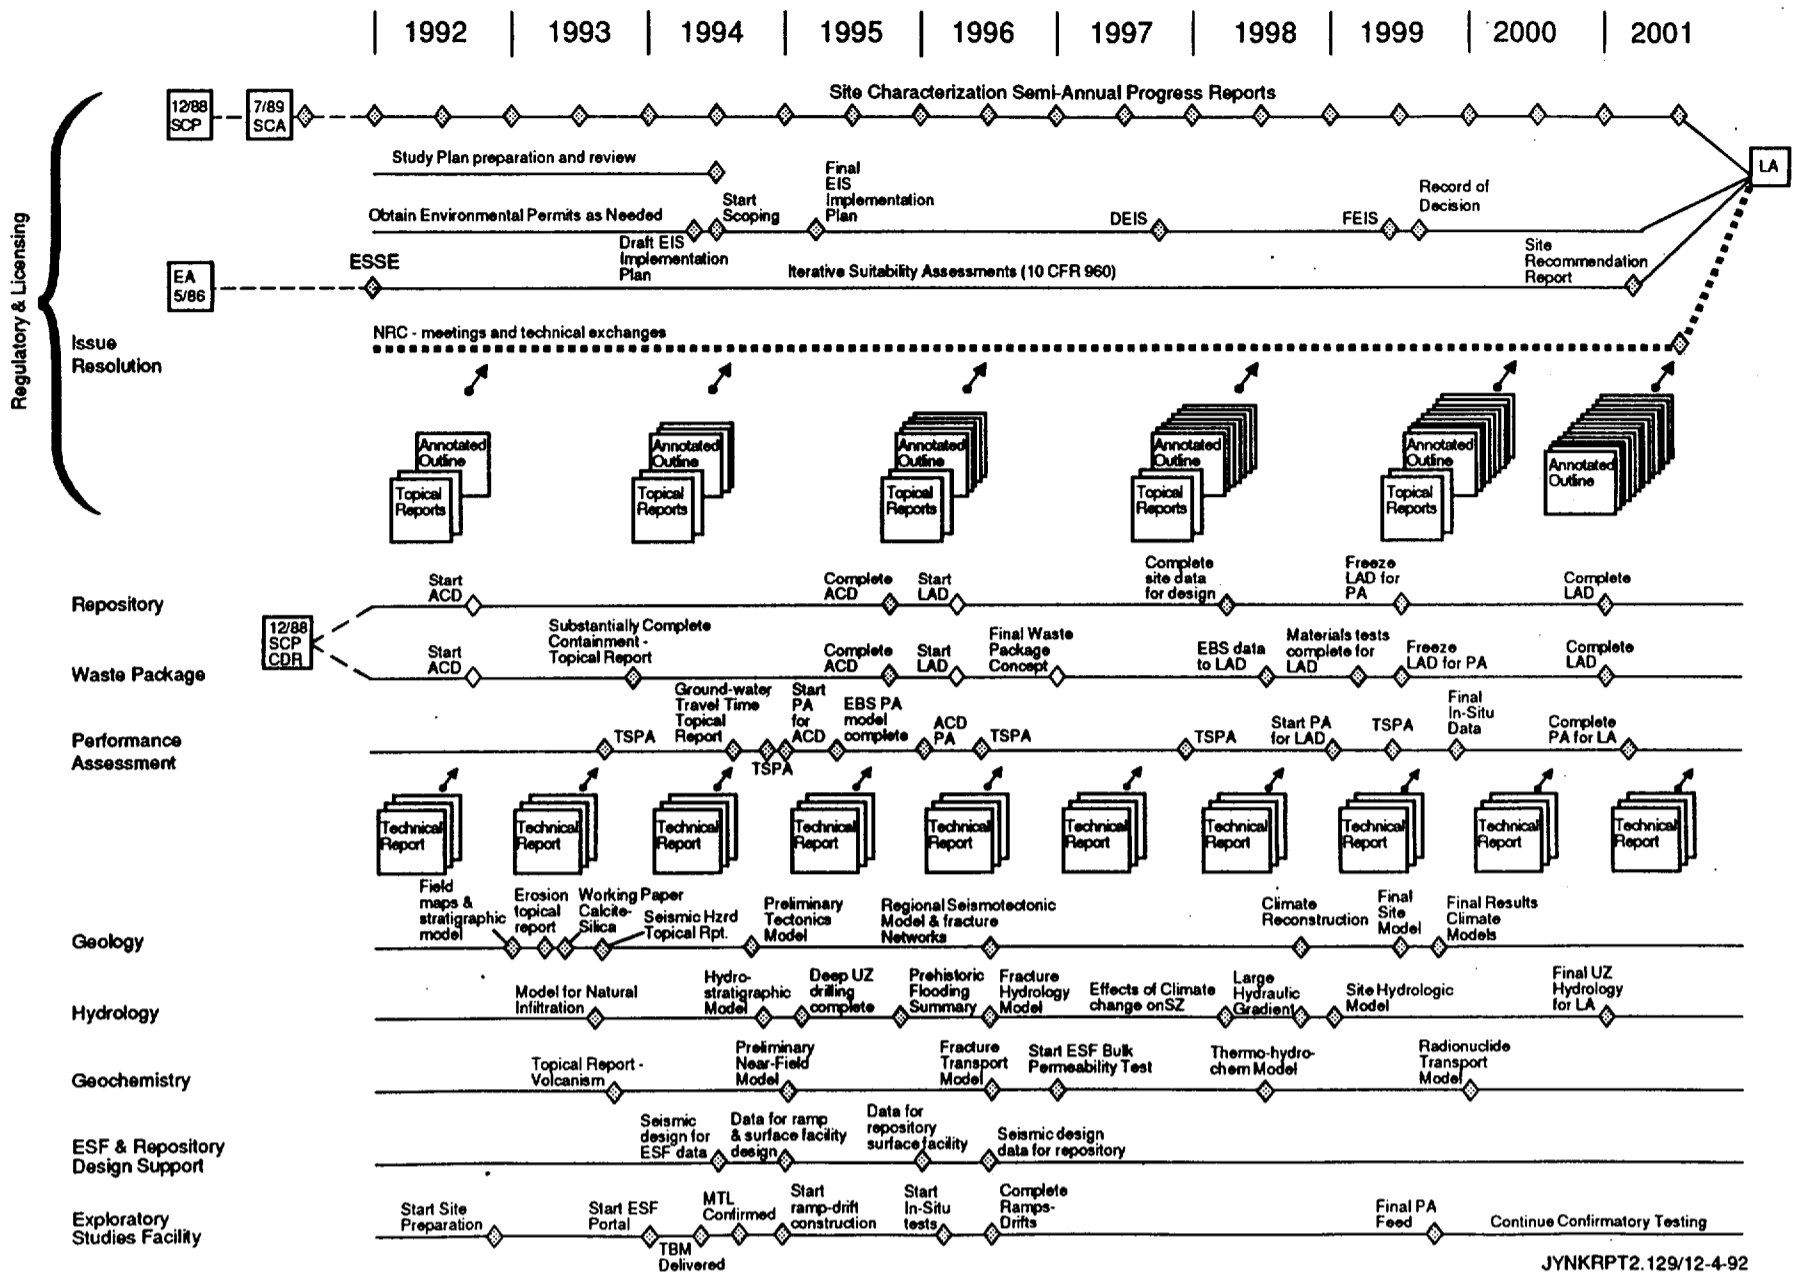 1992 1993 1994 1995 1996 1997 1998 1999 2000 2001
Site Characterization Semi-Annual Progress Reports
12/88
SCP
7/89
SCA
LA
Regulatory & Licensing
Study Plan preparation and review
Obtain Environmental Permits as Needed
Draft EIS
Implementation
Plan
Start
Scoping
Final
EIS
Implementation
Plan
DEIS
FEIS
Record of
Decision
EA
5/86
ESSE
Iterative Suitability Assessments (10 CFR 960)
Site
Recommendation
Report
Issue
Resolution
NRC - meetings and technical exchanges
Annotated
Outline
Topical
Reports
Annotated
Outline
Topical
Reports
Annotated
Outline
Topical
Reports
Annotated
Outline
Topical
Reports
Annotated
Outline
Topical
Reports
Annotated
Outline
12/88
SCP
CDR
Repository
Start
ACD
Complete
ACD
Start
LAD
Complete
site data
for design
Freeze
LAD for
PA
Complete
LAD
Waste Package
Start
ACD
Substantially Complete
Containment -
Topical Report
Complete
ACD
Start
LAD
Final Waste
Package
Concept
EBS data
to LAD
Materials tests
complete for
LAD
Freeze
LAD for PA
Complete
LAD
Performance
Assessment
TSPA
Ground-water
Travel Time
Topical
Report
TSPA
Start
PA
for
ACD
EBS PA
model
complete
ACD
PA
TSPA
TSPA
Start PA
for LAD
TSPA
Final
In-Situ
Data
Complete
PA for LA
Technical
Report
Technical
Report
Technical
Report
Technical
Report
Technical
Report
Technical
Report
Technical
Report
Technical
Report
Technical
Report
Technical
Report
Geology
Field
maps &
stratigraphic
model
Erosion
topical
report
Working Paper
Calcite-
Silica
Seismic Hzrd
Topical Rpt.
Preliminary
Tectonics
Model
Regional Seismotectonic
Model & fracture
Networks
Climate
Reconstruction
Final
Site
Model
Final Results
Climate
Models
Hydrology
Model for Natural
Infiltration
Hydro-
stratigraphic
Model
Deep UZ
drilling
complete
Prehistoric
Flooding
Summary
Fracture
Hydrology
Model
Effects of Climate
change onSZ
Large
Hydraulic
Gradient
Site Hydrologic
Model
Final UZ
Hydrology
for LA
Geochemistry
Topical Report -
Volcanism
Preliminary
Near-Field
Model
Fracture
Transport
Model
Start ESF Bulk
Permeability Test
Thermo-hydro-
chem Model
Radionuclide
Transport
Model
ESF & Repository
Design Support
Seismic
design for
ESF data
Data for ramp
& surface facility
design
Data for
repository
surface facility
Seismic design
data for repository
Exploratory
Studies Facility
Start Site
Preparation
Start ESF
Portal
TBM
Delivered
MTL
Confirmed
Start
ramp-drift
construction
Start
In-Situ
tests
Complete
Ramps-
Drifts
Final PA
Feed
Continue Confirmatory Testing
JYNKRPT2.129/12-4-92